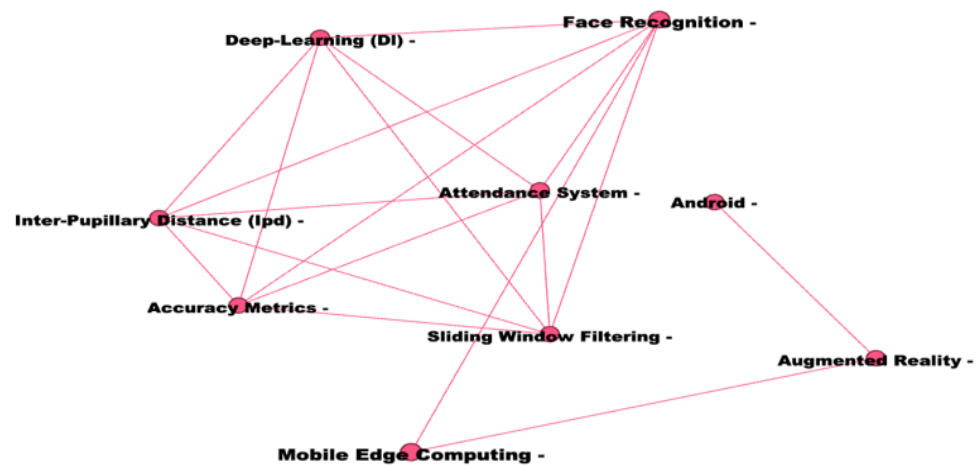 Face Recognition -
Deep-Learning (Dl) -
Attendance System -
Android -
Inter-Pupillary Distance (Ipd) -
Accuracy Metrics -
Sliding Window Filtering -
Augmented Reality -
Mobile Edge Computing -